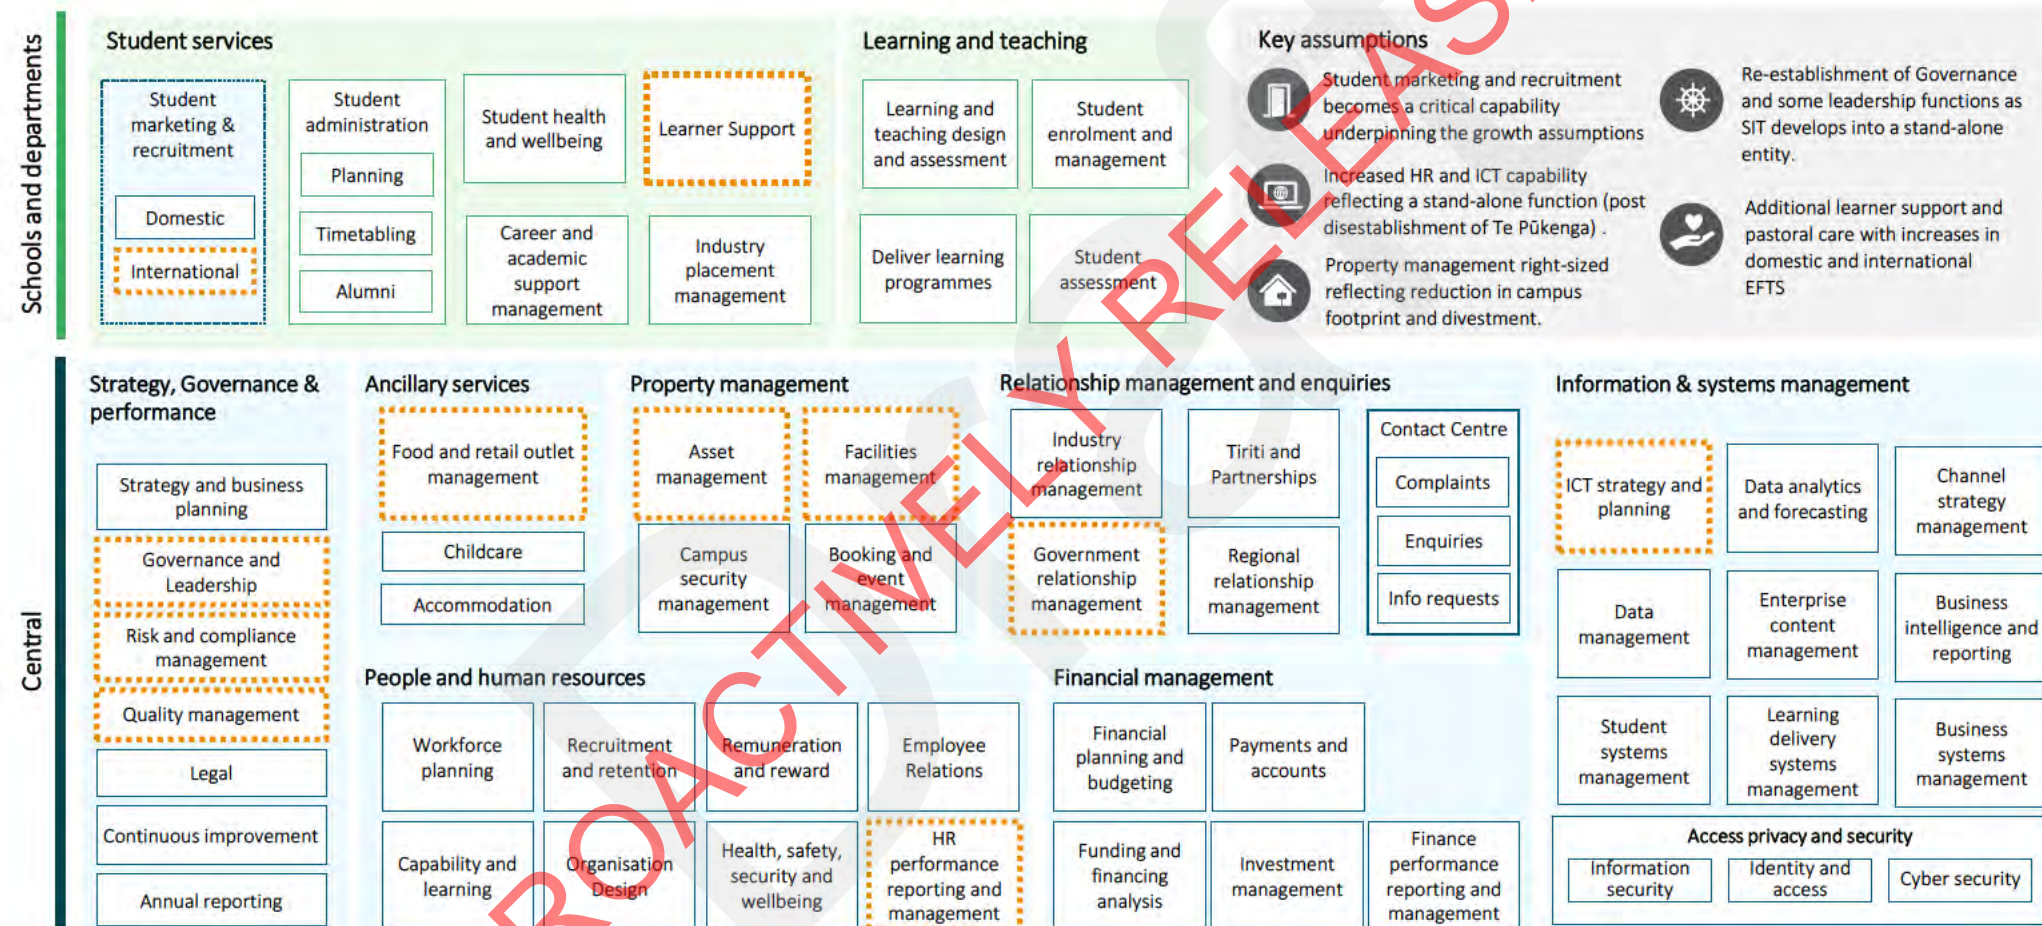 Schools and departments
Student services
Student
marketing &
recruitment
Domestic
International
Student
administration
Planning
Timetabling
Alumni
Student health
and wellbeing
Learner Support
Career and
academic
support
management
Industry
placement
management
Learning and teaching
Learning and
teaching design
and assessment
Student
enrolment and
management
Deliver learning
programmes
Student
assessment
Key assumptions
Student marketing and recruitment
becomes a critical capability
underpinning the growth assumptions
Increased HR and ICT capability
reflecting a stand-alone function (post
disestablishment of Te Pūkenga) .
Property management right-sized
reflecting reduction in campus
footprint and divestment.
Re-establishment of Governance
and some leadership functions as
SIT develops into a stand-alone
entity.
Additional learner support and
pastoral care with increases in
domestic and international
EFTS
Central
Strategy, Governance &
performance
Strategy and business
planning
Governance and
Leadership
Risk and compliance
management
Quality management
Legal
Continuous improvement
Annual reporting
Ancillary services
Food and retail outlet
management
Childcare
Accommodation
Property management
Asset
management
Facilities
management
Campus
security
management
Booking and
event
management
Relationship management and enquiries
Industry
relationship
management
Tiriti and
Partnerships
Government
relationship
management
Regional
relationship
management
Contact Centre
Complaints
Enquiries
Info requests
Information & systems management
ICT strategy and
planning
Data analytics
and forecasting
Channel
strategy
management
Data
management
Enterprise
content
management
Business
intelligence and
reporting
Student
systems
management
Learning
delivery
systems
management
Business
systems
management
Access privacy and security
Information
security
Identity and
access
Cyber security
People and human resources
Workforce
planning
Recruitment
and retention
Remuneration
and reward
Employee
Relations
Capability and
learning
Organisation
Design
Health, safety,
security and
wellbeing
HR
performance
reporting and
management
Financial management
Financial
planning and
budgeting
Payments and
accounts
Funding and
financing
analysis
Investment
management
Finance
performance
reporting and
management
ROACTIVELY RELEAS